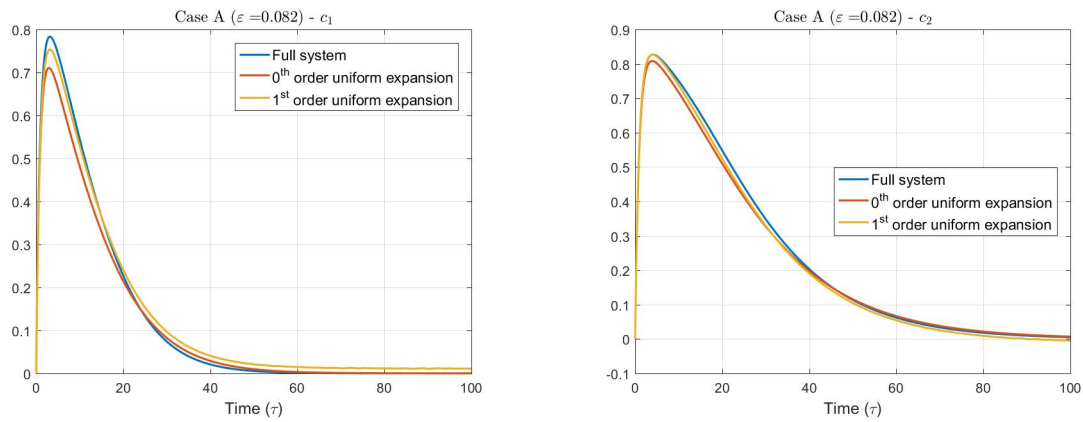 Case A (ε =0.082) - c₁
0.8
0.7
0.6
0.5
0.4
0.3
0.2
0.1
0
Full system
0ᵗʰ order uniform expansion
1ˢᵗ order uniform expansion
0 20 40 60 80 100
Time (τ)
Case A (ε =0.082) - c₂
0.9
0.8
0.7
0.6
0.5
0.4
0.3
0.2
0.1
0
-0.1
Full system
0ᵗʰ order uniform expansion
1ˢᵗ order uniform expansion
0 20 40 60 80 100
Time (τ)